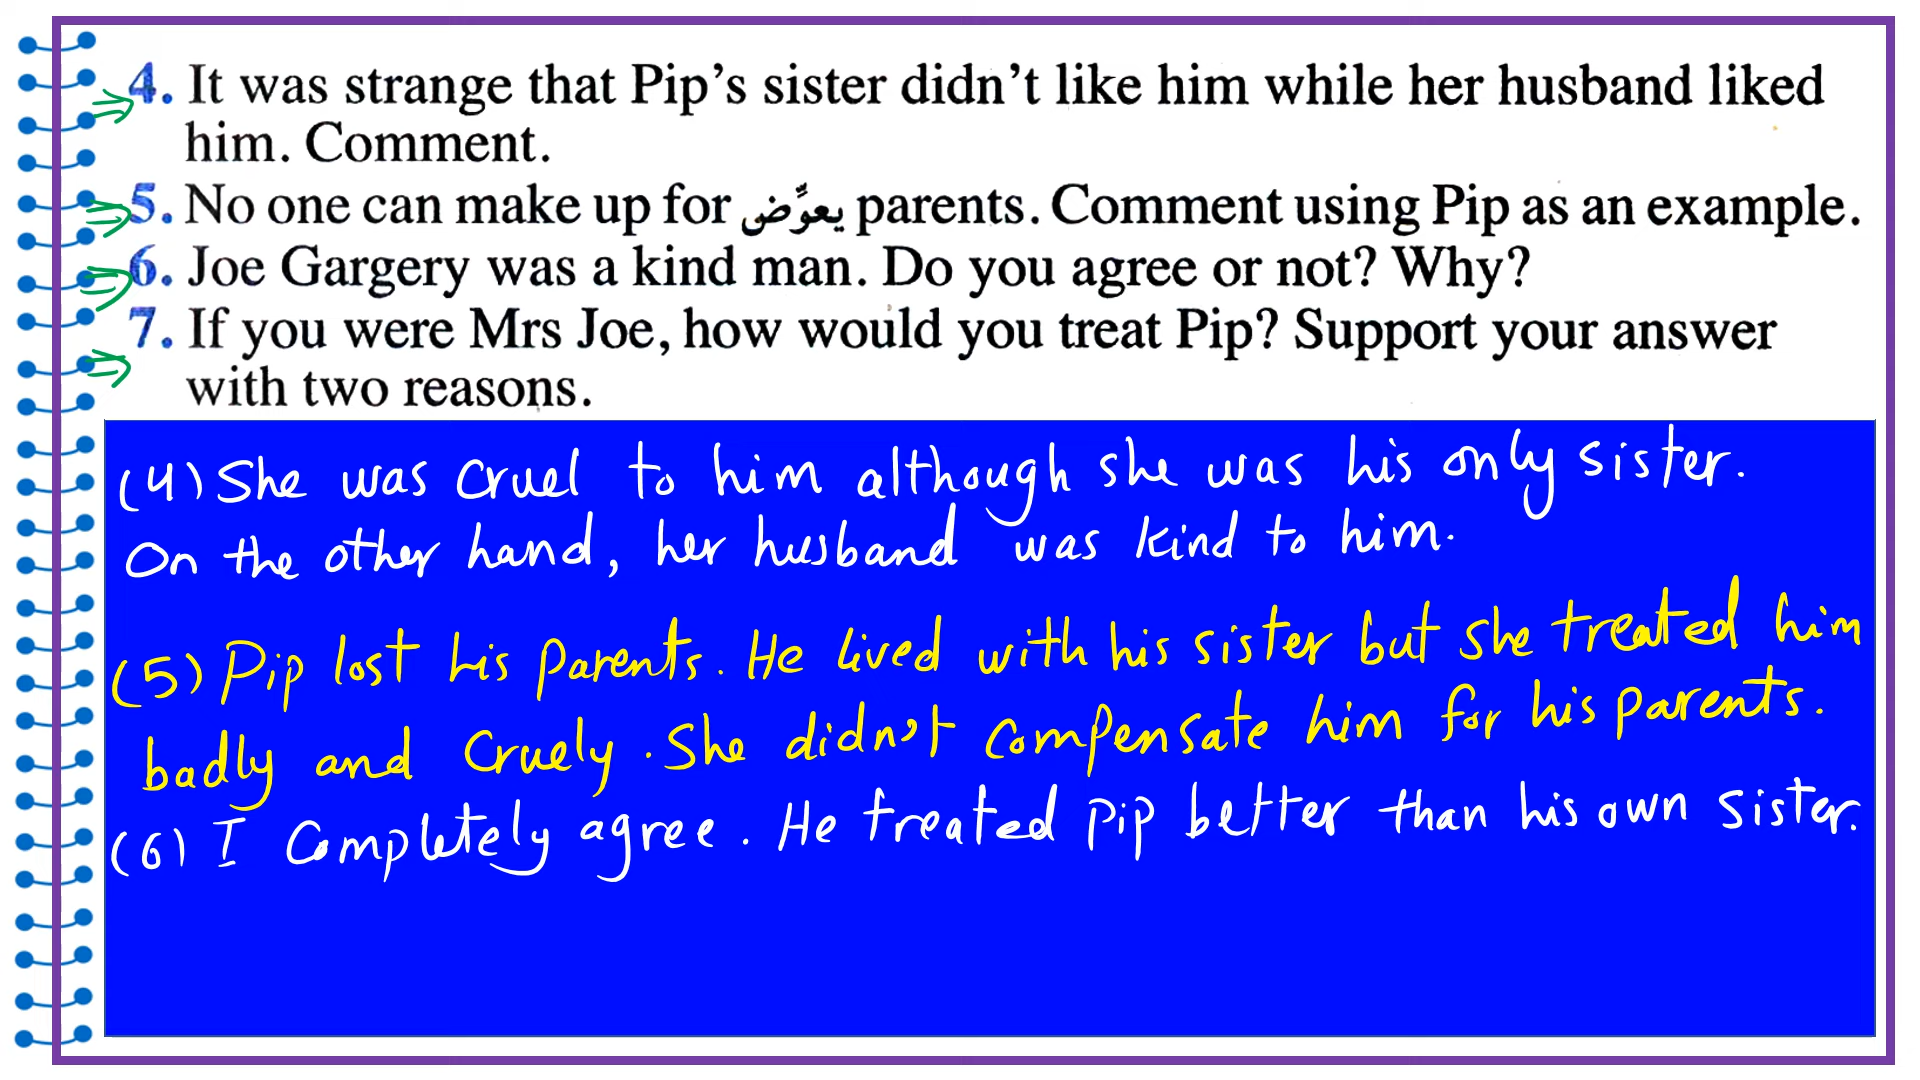 4. It was strange that Pip's sister didn't like him while her husband liked
him. Comment.
5. No one can make up for يعوِّض parents. Comment using Pip as an example.
6. Joe Gargery was a kind man. Do you agree or not? Why?
7. If you were Mrs Joe, how would you treat Pip? Support your answer
with two reasons.
(4) She was cruel to him although she was his only sister.
On the other hand, her husband was kind to him.
(5) Pip lost his parents. He lived with his sister but she treated him
badly and cruely. She didn't compensate him for his parents.
(6) I completely agree. He treated Pip better than his own sister.